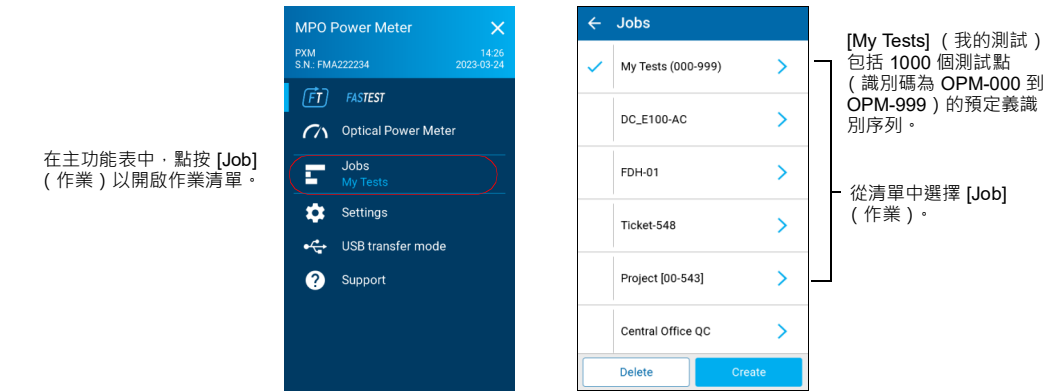 在主功能表中，點按 [Job]
（作業）以開啟作業清單。
MPO Power Meter
PXM 14:26
S.N.: FMA222234 2023-03-24
FT FASTEST
Optical Power Meter
Jobs
My Tests
Settings
USB transfer mode
Support
Jobs
My Tests (000-999)
DC_E100-AC
FDH-01
Ticket-548
Project [00-543]
Central Office QC
Delete Create
[My Tests] （我的測試）
包括 1000 個測試點
（識別碼為 OPM-000 到
OPM-999）的預定義識
別序列。
從清單中選擇 [Job]
（作業）。